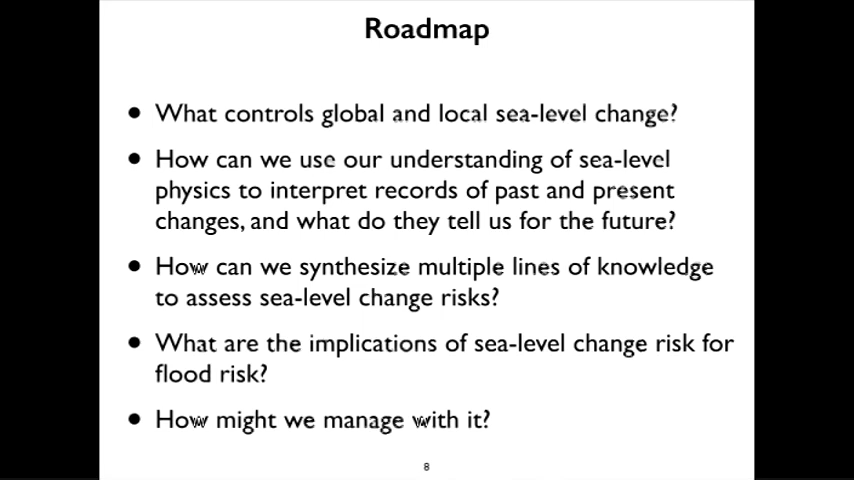 Roadmap
• What controls global and local sea-level change?
• How can we use our understanding of sea-level
physics to interpret records of past and present
changes, and what do they tell us for the future?
• How can we synthesize multiple lines of knowledge
to assess sea-level change risks?
• What are the implications of sea-level change risk for
flood risk?
• How might we manage with it?
8